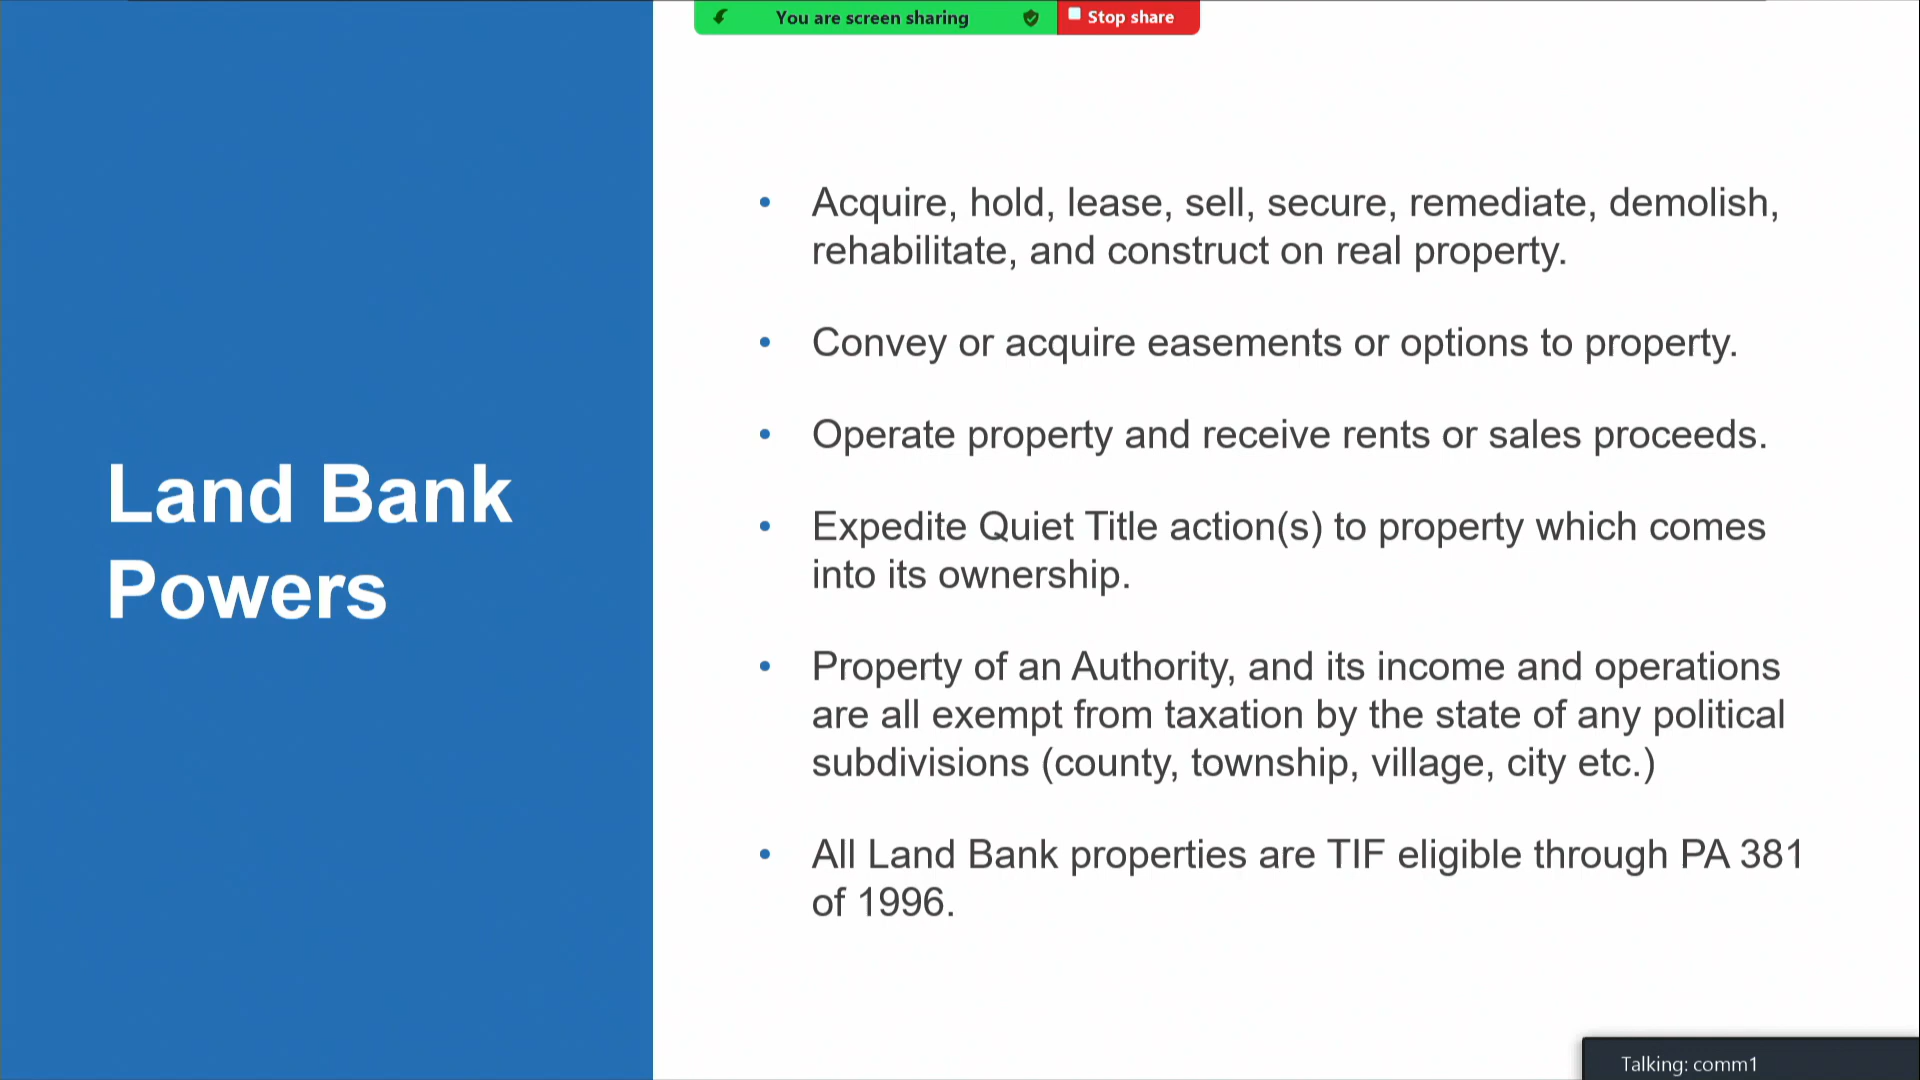 You are screen sharing
Stop share
Land Bank
Powers
• Acquire, hold, lease, sell, secure, remediate, demolish,
rehabilitate, and construct on real property.
• Convey or acquire easements or options to property.
• Operate property and receive rents or sales proceeds.
• Expedite Quiet Title action(s) to property which comes
into its ownership.
• Property of an Authority, and its income and operations
are all exempt from taxation by the state of any political
subdivisions (county, township, village, city etc.)
• All Land Bank properties are TIF eligible through PA 381
of 1996.
Talking: comm1